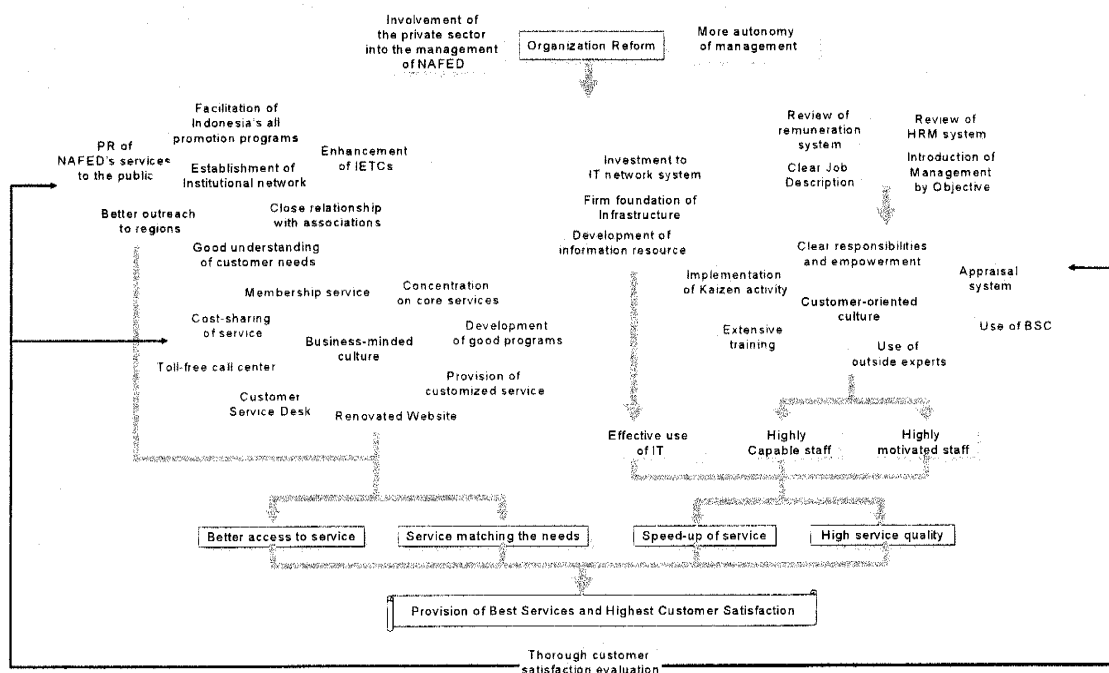 Involvement of
the private sector
into the management
of NAFED
Organization Reform
More autonomy
of management
Facilitation of
Indonesia's all
promotion programs
PR of
NAFED's services
to the public
Establishment of
Institutional network
Enhancement
of IETCs
Better outreach
to regions
Close relationship
with associations
Good understanding
of customer needs
Membership service
Concentration
on core services
Cost-sharing
of service
Business-minded
culture
Development
of good programs
Toll-free call center
Provision of
customized service
Customer
Service Desk
Renovated Website
Investment to
IT network system
Firm foundation of
Infrastructure
Development of
information resource
Review of
remuneration
system
Review of
HRM system
Clear Job
Description
Introduction of
Management
by Objective
Clear responsibilities
and empowerment
Implementation
of Kaizen activity
Appraisal
system
Customer-oriented
culture
Extensive
training
Use of BSC
Use of
outside experts
Effective use
of IT
Highly
Capable staff
Highly
motivated staff
Better access to service
Service matching the needs
Speed-up of service
High service quality
Provision of Best Services and Highest Customer Satisfaction
Thorough customer
satisfaction evaluation